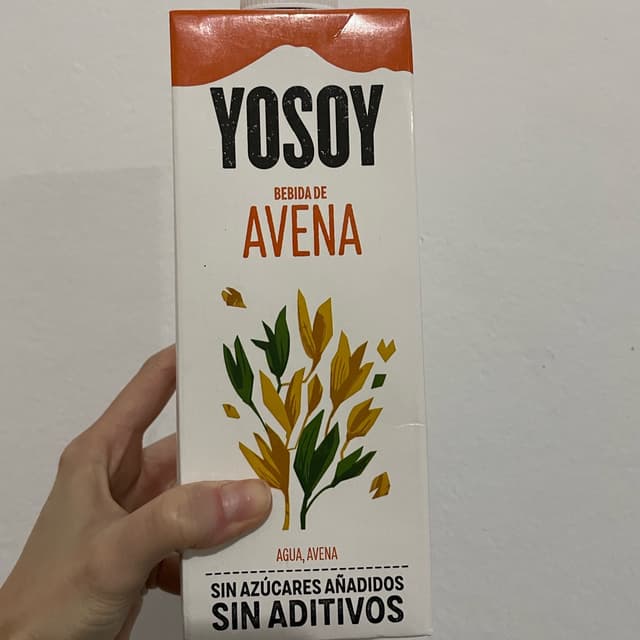 YOSOY
BEBIDA DE
AVENA
AGUA, AVENA
SIN AZÚCARES AÑADIDOS
SIN ADITIVOS